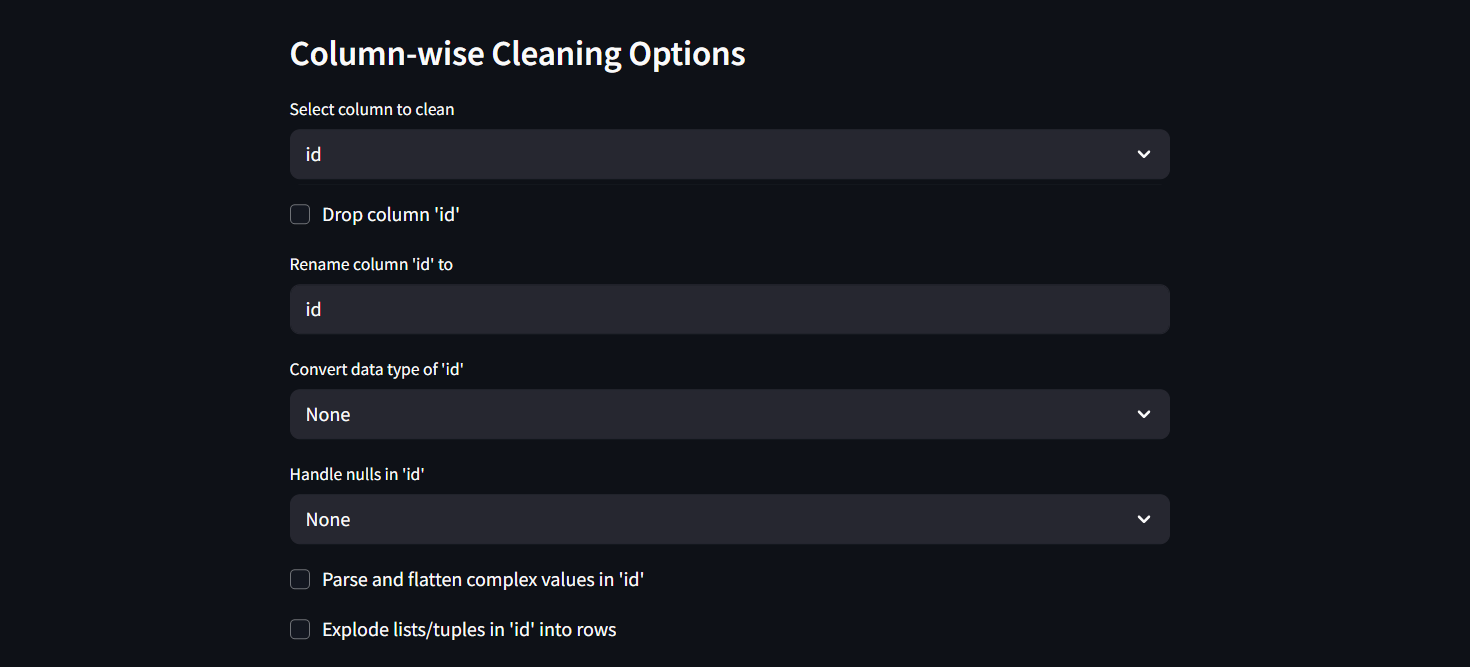 Column-wise Cleaning Options
Select column to clean
id
Drop column 'id'
Rename column 'id' to
id
Convert data type of 'id'
None
Handle nulls in 'id'
None
Parse and flatten complex values in 'id'
Explode lists/tuples in 'id' into rows